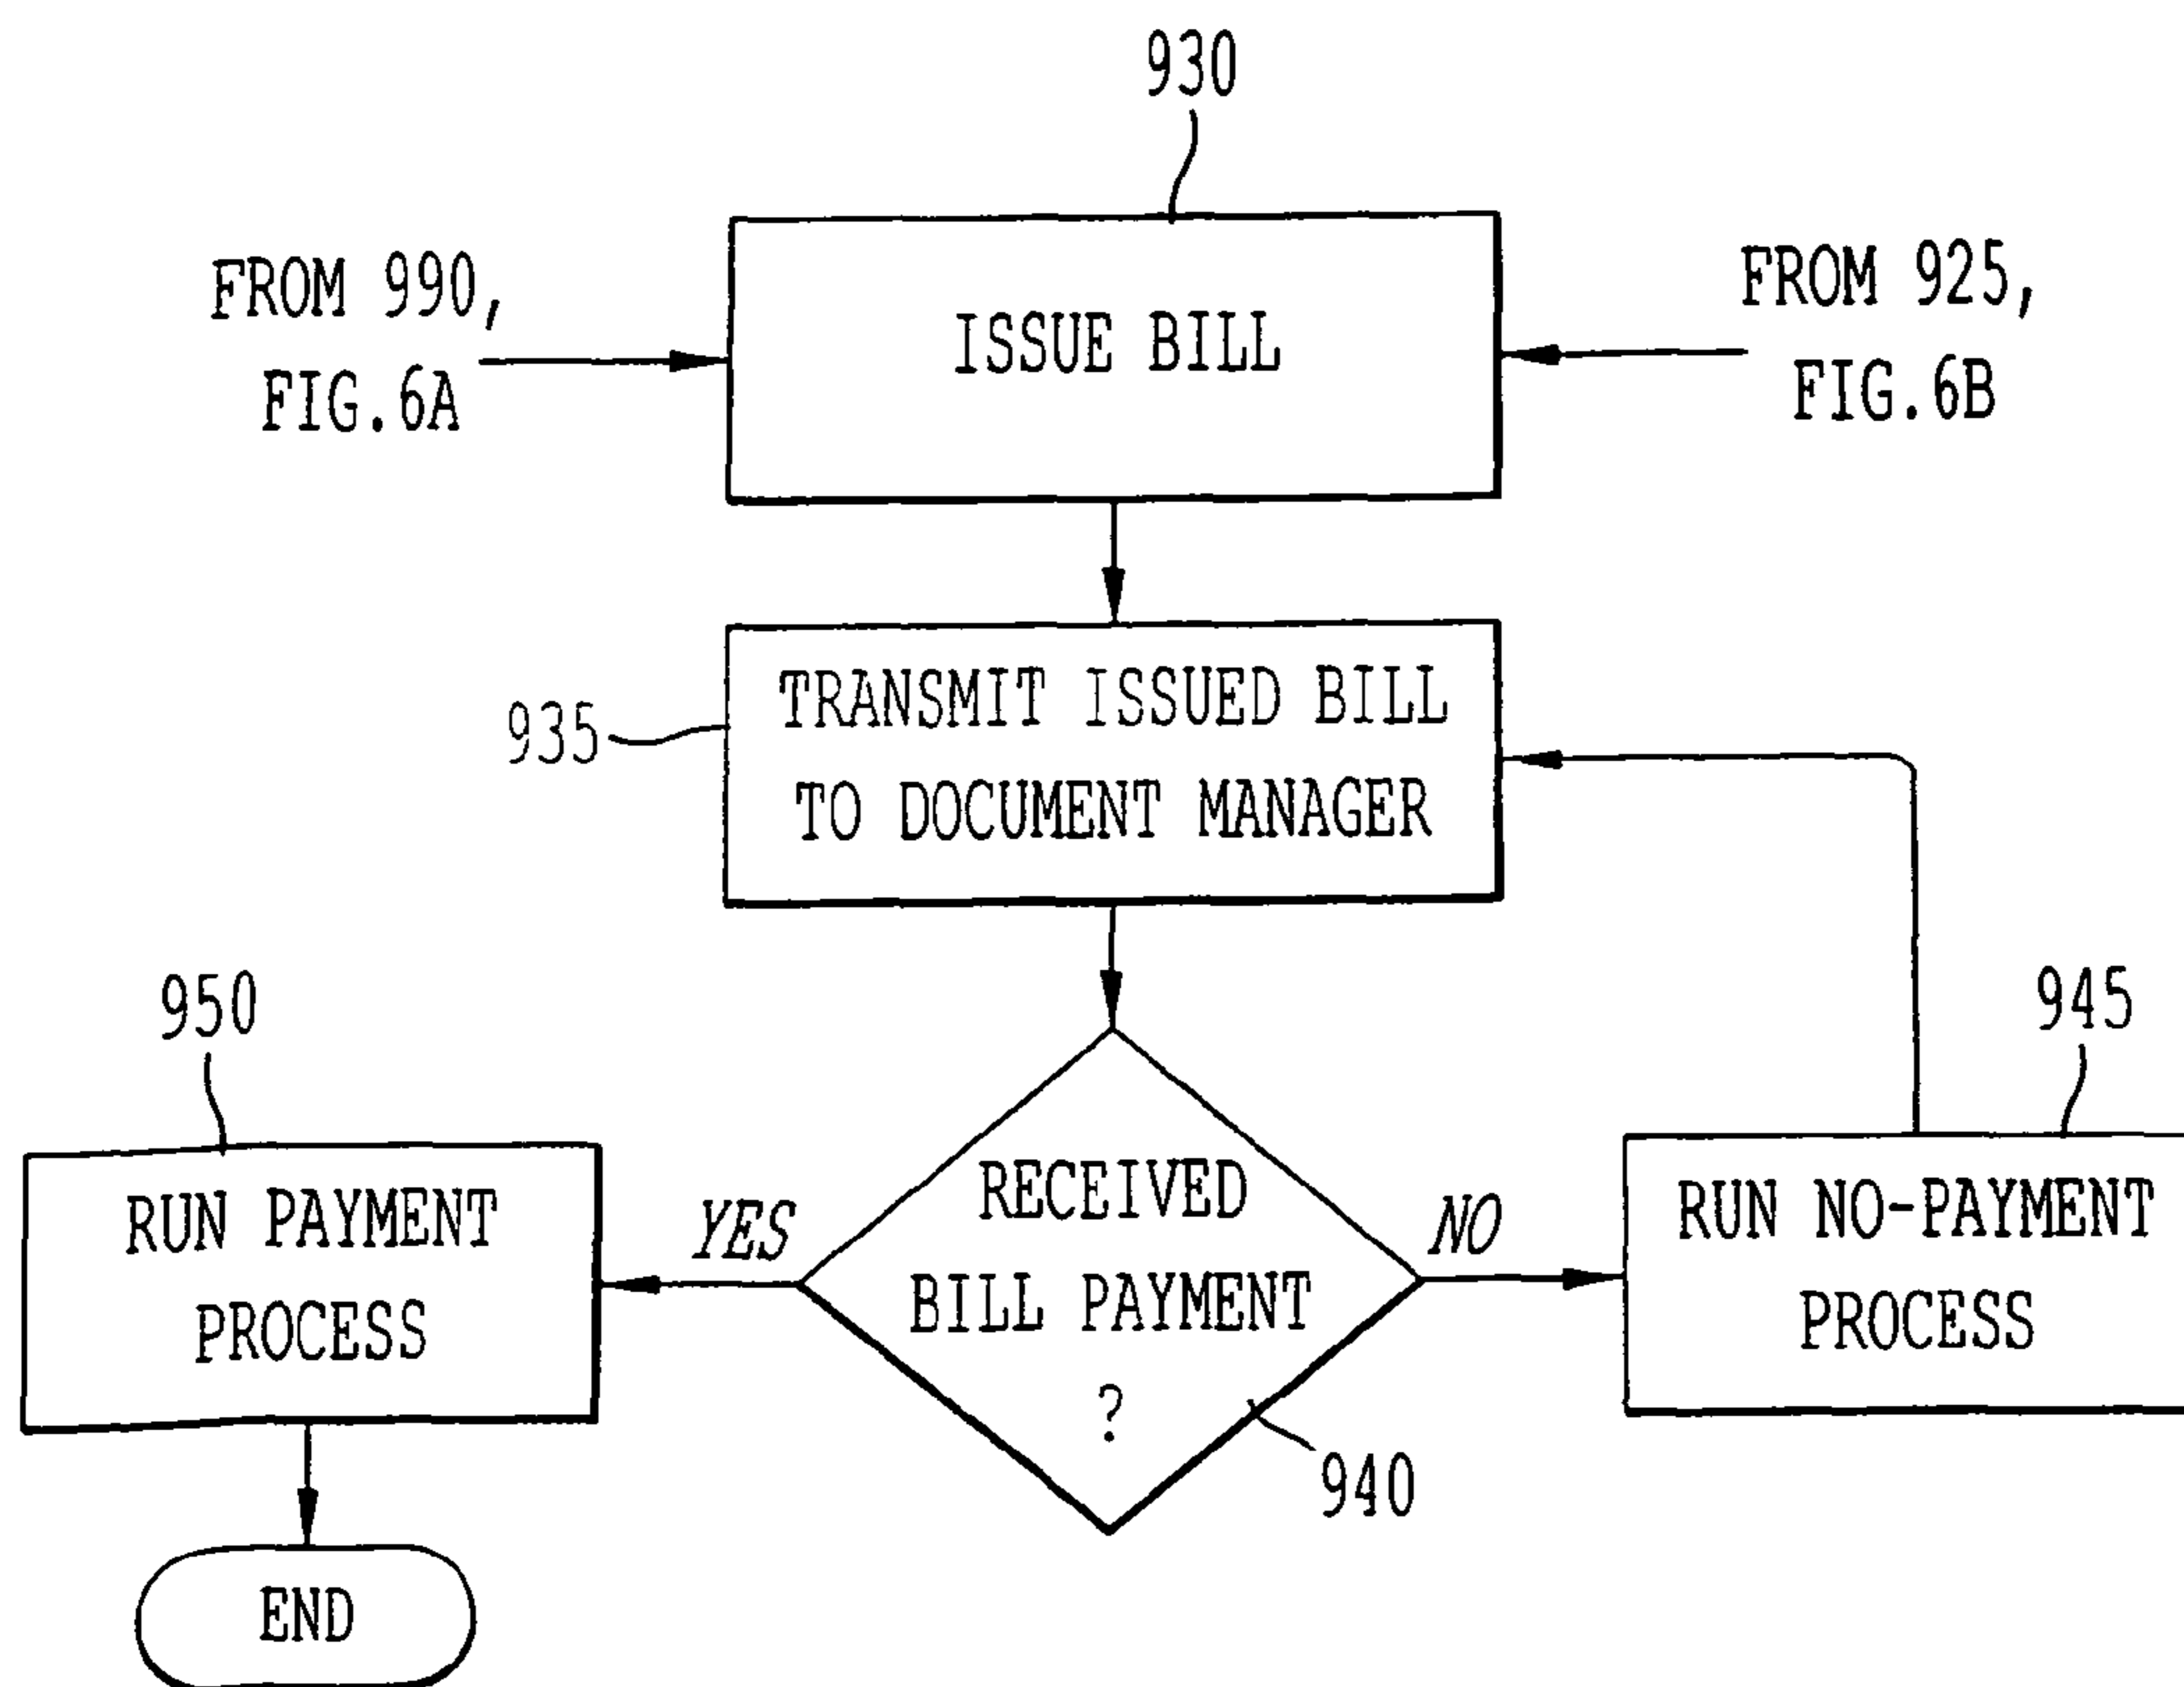 930
FROM 990,
FIG.6A
ISSUE BILL
FROM 925,
FIG.6B
935
TRANSMIT ISSUED BILL
TO DOCUMENT MANAGER
950
945
RUN PAYMENT
PROCESS
YES
RECEIVED
BILL PAYMENT
?
NO
RUN NO-PAYMENT
PROCESS
940
END